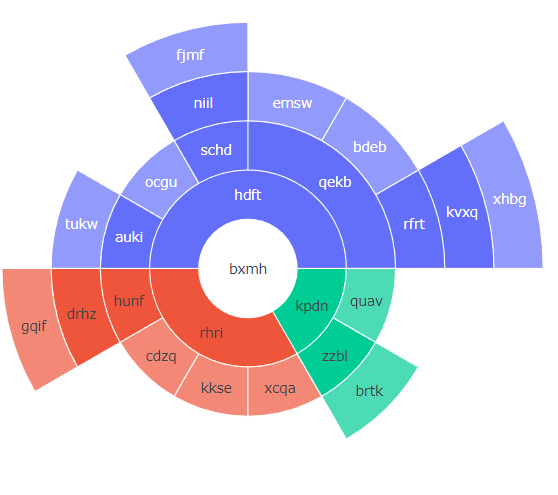 fjmf
niil
emsw
schd
bdeb
ocgu
qekb
hdft
xhbg
kvxq
tukw
rfrt
auki
bxmh
hunf
quav
kpdn
drhz
gqif
rhri
cdzq
zzbl
kkse
xcqa
brtk